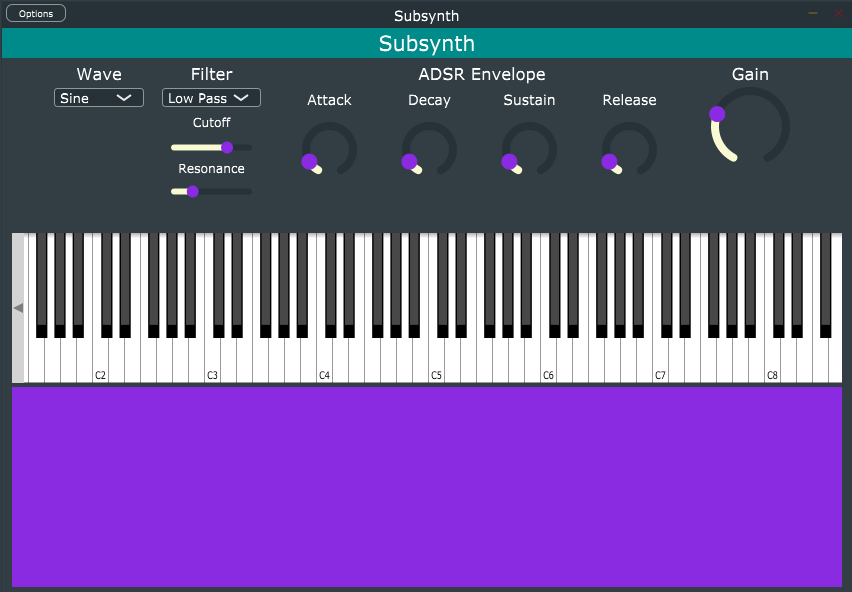 Options
Subsynth
Subsynth
Wave
Filter
ADSR Envelope
Gain
Sine
Low Pass
Attack
Decay
Sustain
Release
Cutoff
Resonance
C2 C3 C4 C5 C6 C7 C8